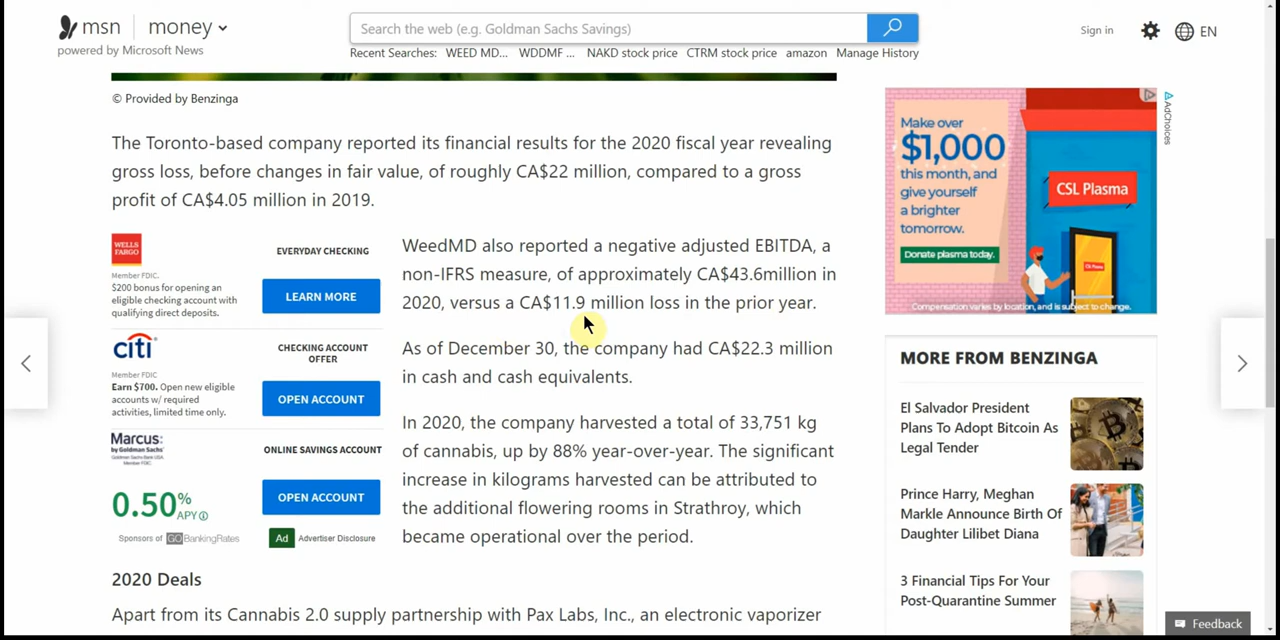 msn
money
powered by Microsoft News
Search the web (e.g. Goldman Sachs Savings)
Recent Searches: WEED MD... WDDMF ... NAKD stock price CTRM stock price amazon Manage History
Sign in
EN
© Provided by Benzinga
The Toronto-based company reported its financial results for the 2020 fiscal year revealing
gross loss, before changes in fair value, of roughly CA$22 million, compared to a gross
profit of CA$4.05 million in 2019.
WELLS
FARGO
Member FDIC.
$200 bonus for opening an
eligible checking account with
qualifying direct deposits.
EVERYDAY CHECKING
LEARN MORE
citi
Member FDIC
Earn $700. Open new eligible
accounts w/ required
activities, limited time only.
CHECKING ACCOUNT
OFFER
OPEN ACCOUNT
Marcus:
by Goldman Sachs
ONLINE SAVINGS ACCOUNT
0.50%
APY
OPEN ACCOUNT
Sponsors of GOBankingRates
Ad Advertiser Disclosure
WeedMD also reported a negative adjusted EBITDA, a
non-IFRS measure, of approximately CA$43.6million in
2020, versus a CA$11.9 million loss in the prior year.
As of December 30, the company had CA$22.3 million
in cash and cash equivalents.
In 2020, the company harvested a total of 33,751 kg
of cannabis, up by 88% year-over-year. The significant
increase in kilograms harvested can be attributed to
the additional flowering rooms in Strathroy, which
became operational over the period.
2020 Deals
Apart from its Cannabis 2.0 supply partnership with Pax Labs, Inc., an electronic vaporizer
Make over
$1,000
this month, and
give yourself
a brighter
tomorrow.
Donate plasma today.
CSL Plasma
Compensation varies by location, and is subject to change.
AdChoices
MORE FROM BENZINGA
El Salvador President
Plans To Adopt Bitcoin As
Legal Tender
Prince Harry, Meghan
Markle Announce Birth Of
Daughter Lilibet Diana
3 Financial Tips For Your
Post-Quarantine Summer
Feedback